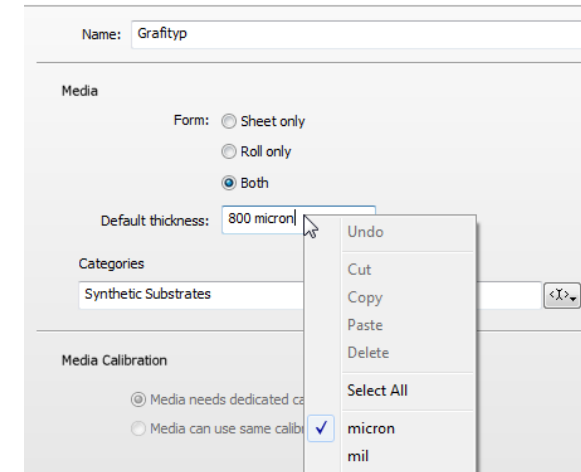 Name: Grafityp
Media
Form: Sheet only
Roll only
Both
Default thickness: 800 micron
Undo
Categories
Cut
Synthetic Substrates
Copy
Paste
Delete
Media Calibration
Select All
Media needs dedicated ca
Media can use same calib
micron
mil